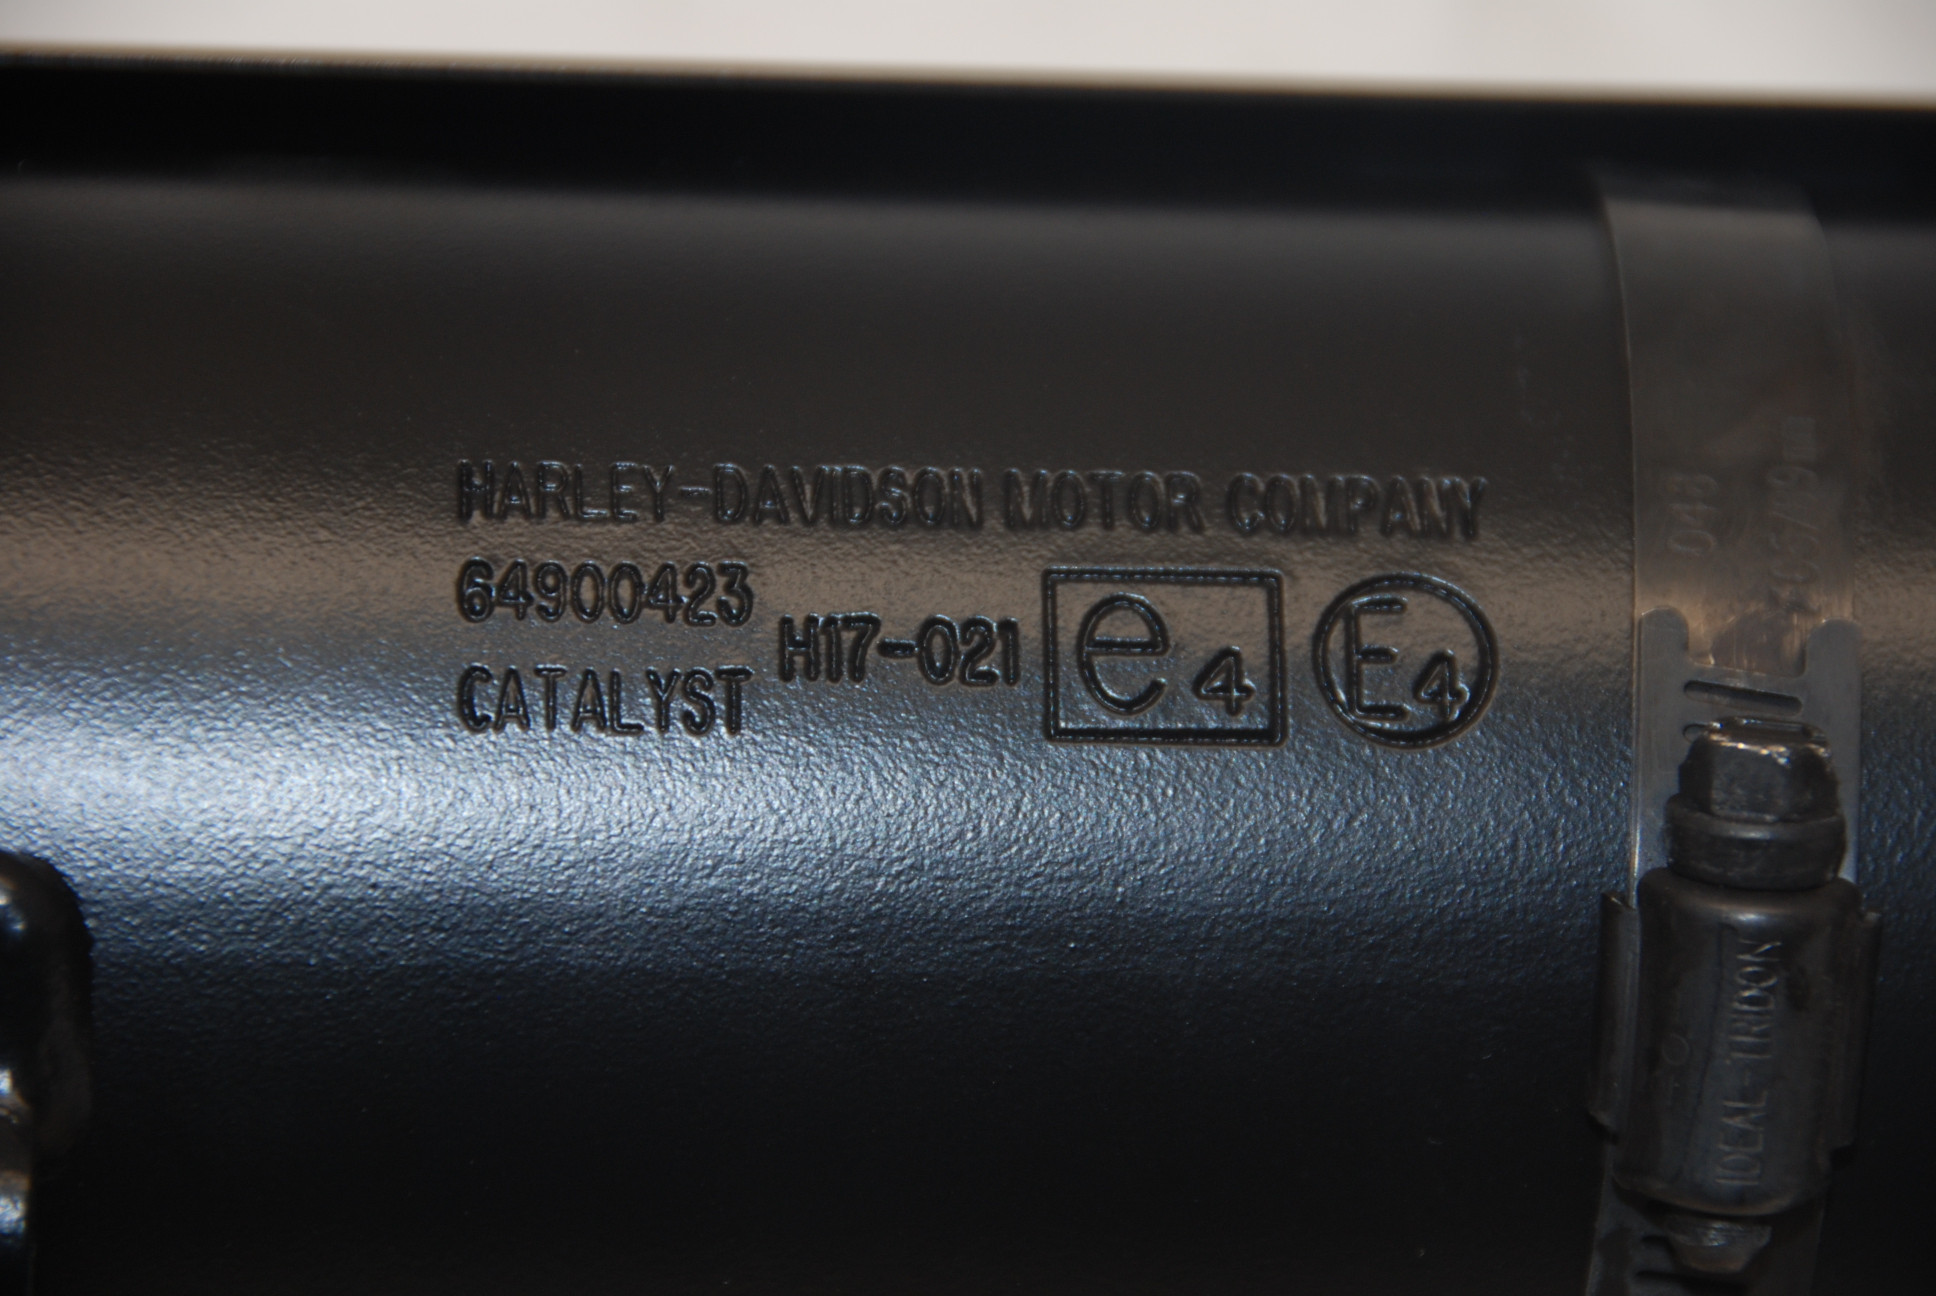 HARLEY-DAVIDSON MOTOR COMPANY
64900423
CATALYST
H17-021
e4
E4
IDEAL-TRIDON